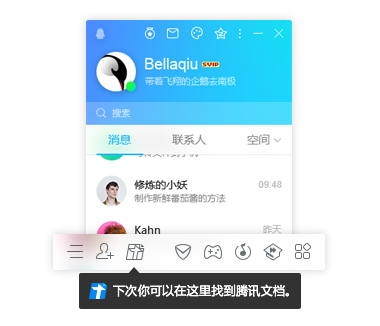 Bellaqiu SVIP
带着飞翔的企鹅去南极
搜索
消息 联系人 空间
修炼的小妖 09:48
制作新鲜番茄酱的方法
Kahn 昨天
下次你可以在这里找到腾讯文档。